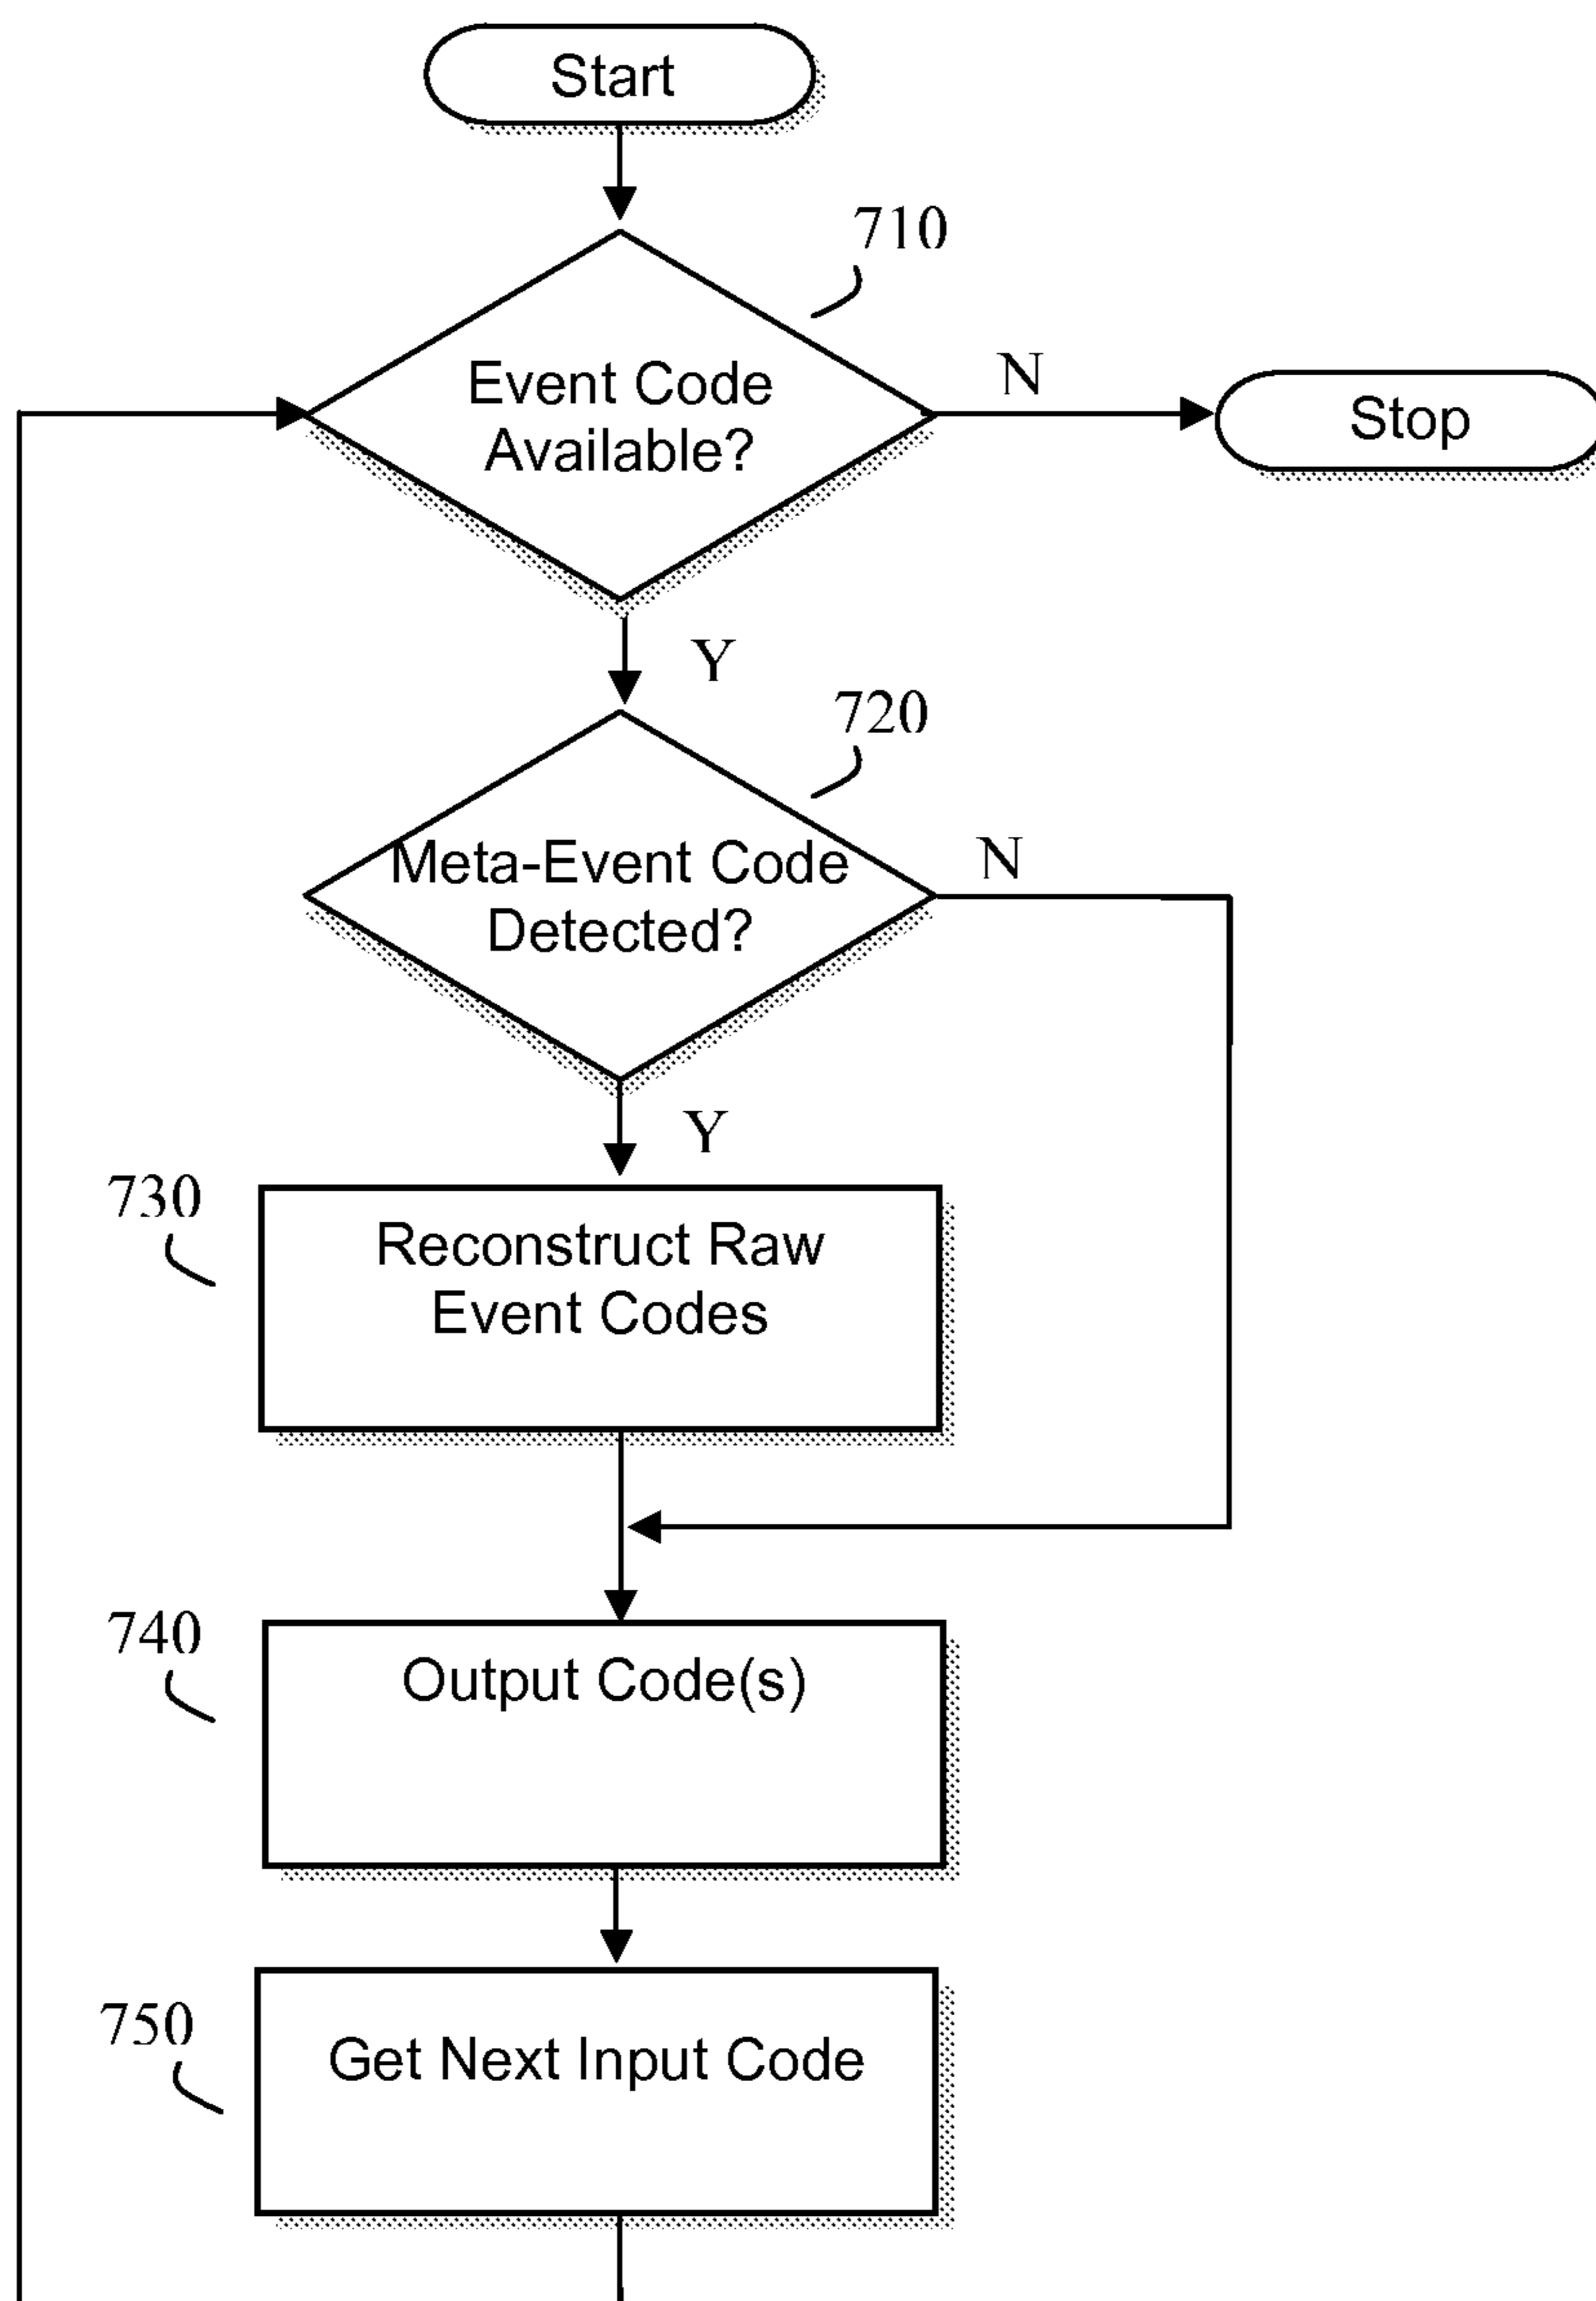 Start
710
Event Code
Available?
N
Stop
Y
720
Meta-Event Code
Detected?
N
Y
730
Reconstruct Raw
Event Codes
740
Output Code(s)
750
Get Next Input Code